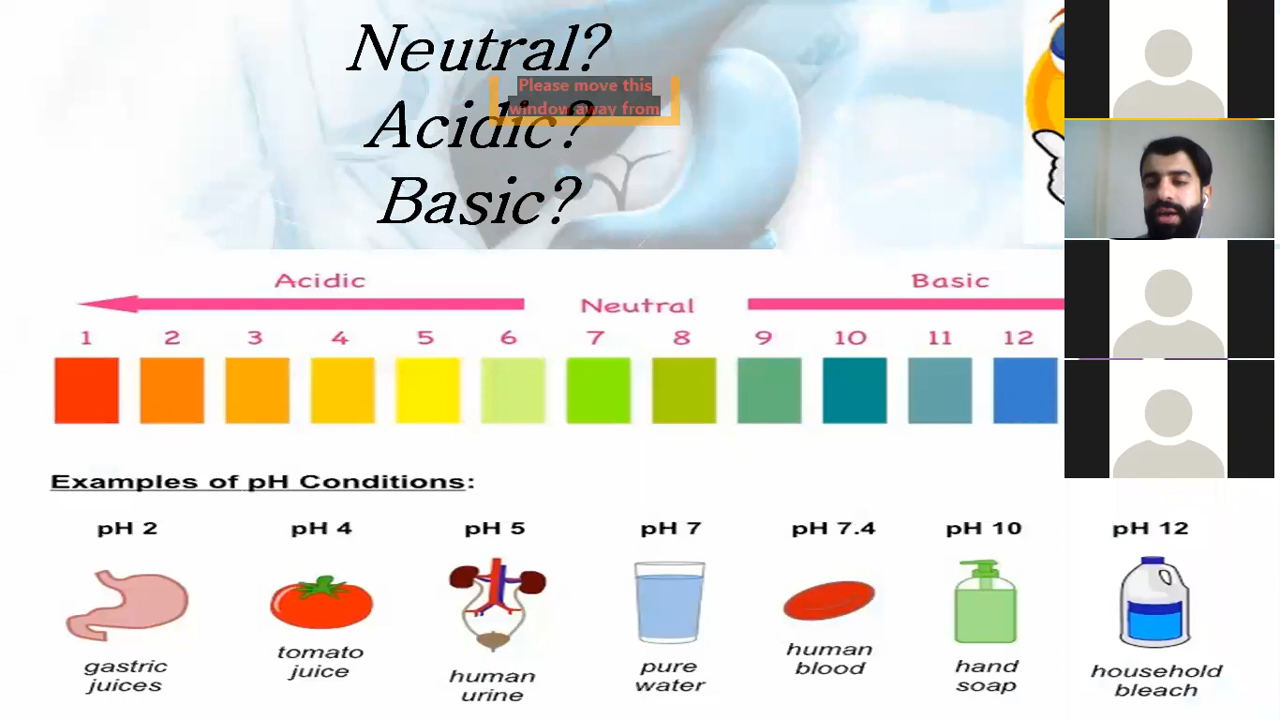 Neutral?
Please move this
window away from
Acidic?
Basic?
Acidic
Basic
Neutral
1 2 3 4 5 6 7 8 9 10 11 12
Examples of pH Conditions:
pH 2 pH 4 pH 5 pH 7 pH 7.4 pH 10 pH 12
gastric juices
tomato juice
human urine
pure water
human blood
hand soap
household bleach